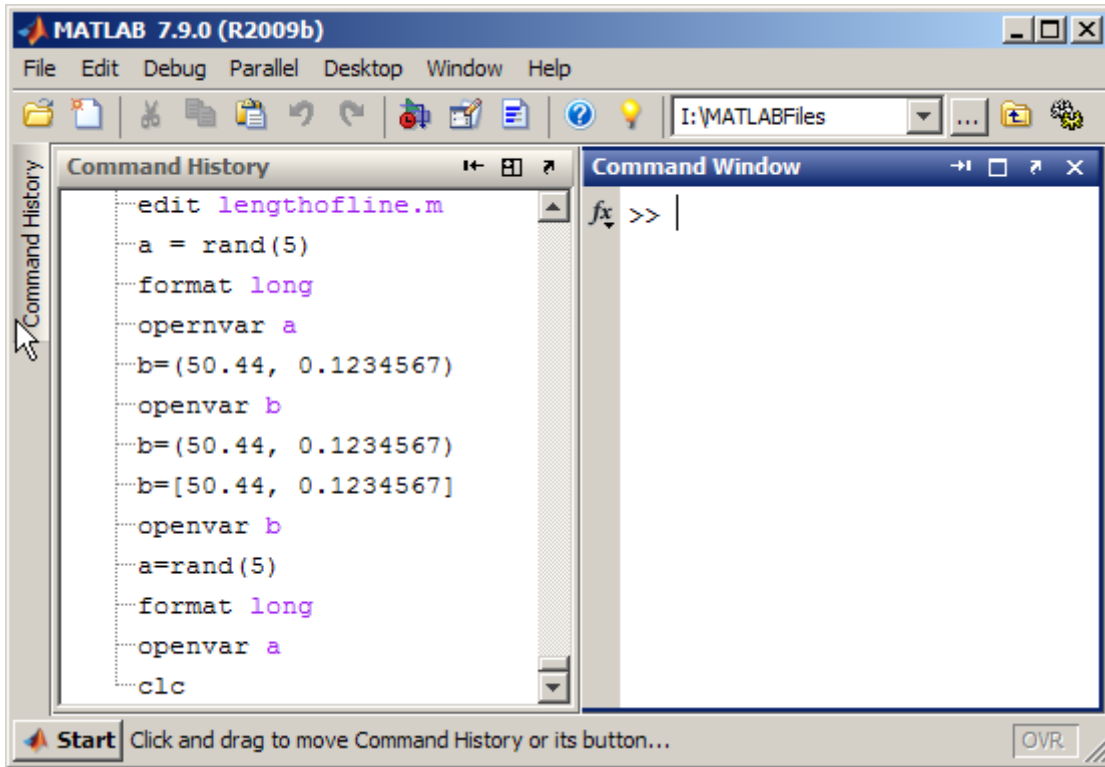 MATLAB 7.9.0 (R2009b)
File Edit Debug Parallel Desktop Window Help
I:\MATLABFiles ...
Command History
Command History
edit lengthofline.m
a = rand(5)
format long
opernvar a
b=(50.44, 0.1234567)
openvar b
b=(50.44, 0.1234567)
b=[50.44, 0.1234567]
openvar b
a=rand(5)
format long
openvar a
clc
Command Window
fx >>
Start Click and drag to move Command History or its button... OVR